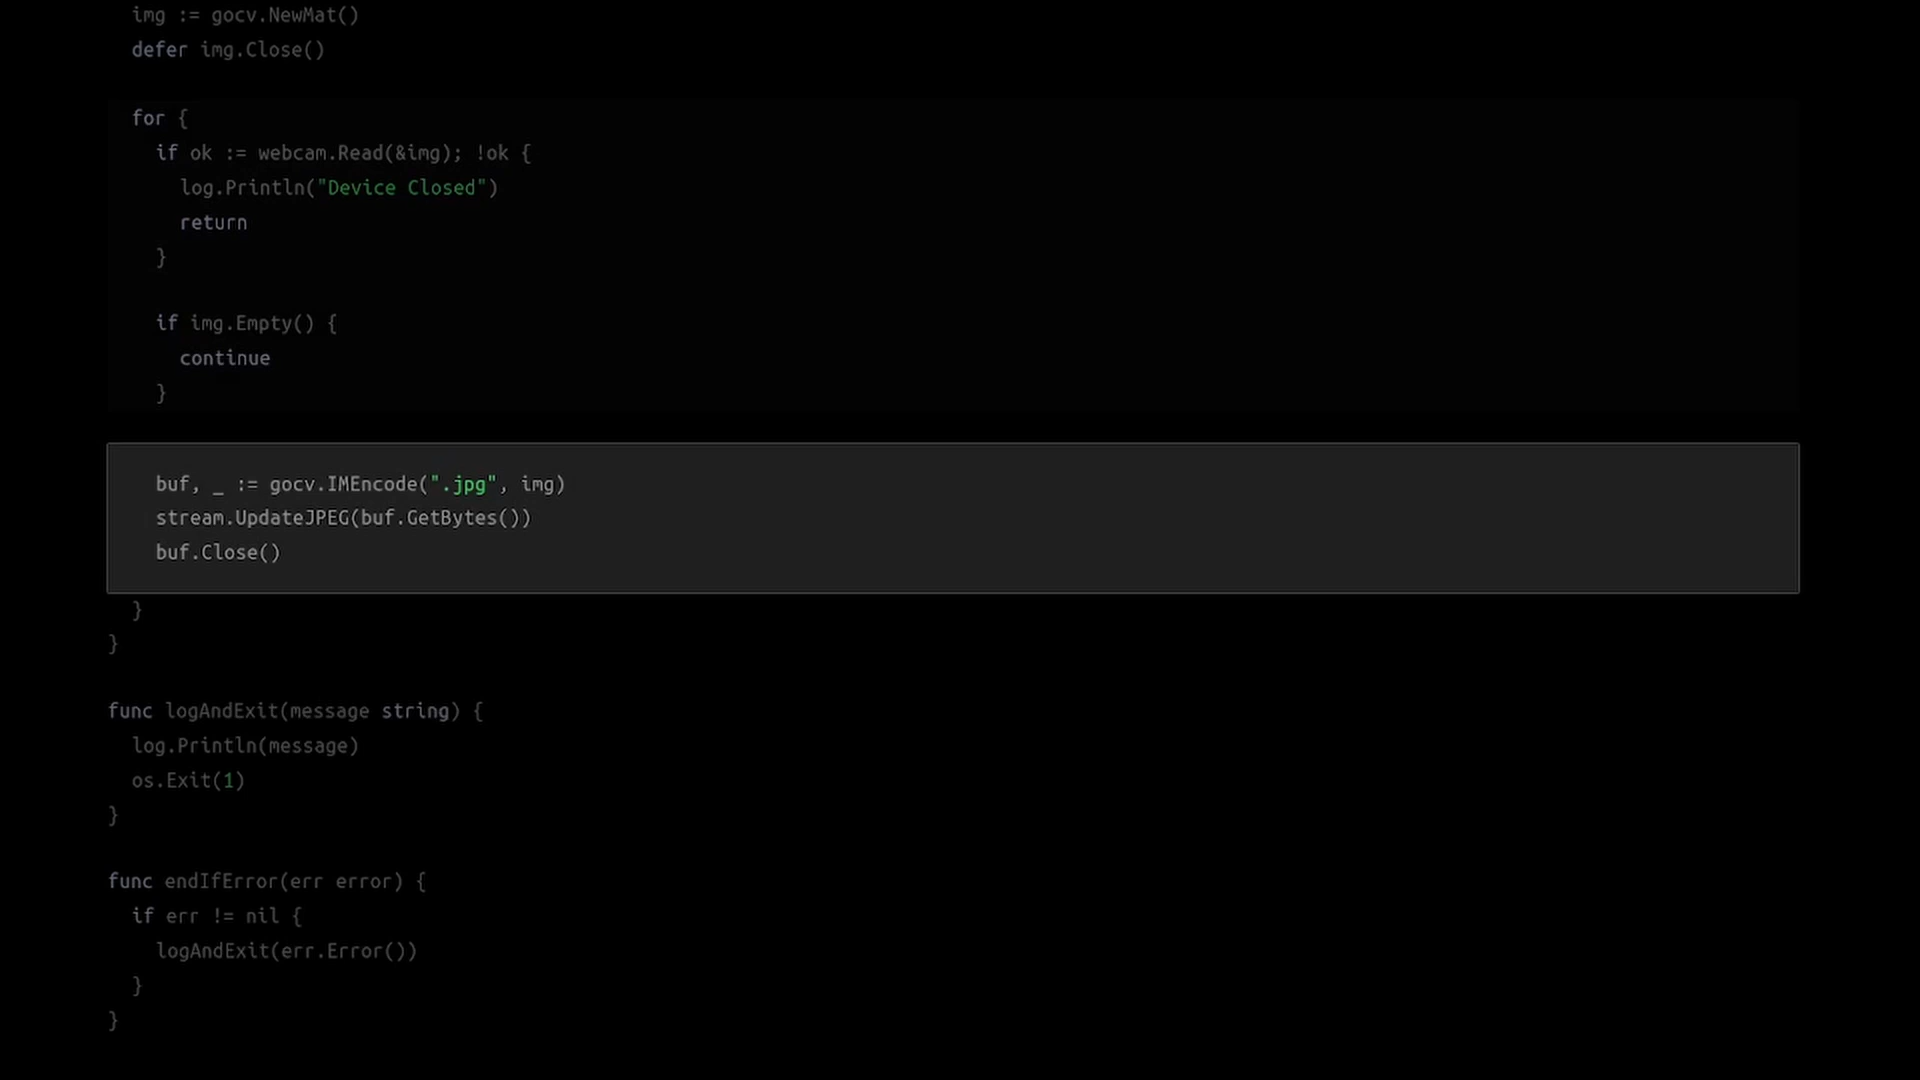 img := gocv.NewMat()
defer img.Close()
for {
if ok := webcam.Read(&img); !ok {
log.Println("Device Closed")
return
}
if img.Empty() {
continue
}
buf, _ := gocv.IMEncode(".jpg", img)
stream.UpdateJPEG(buf.GetBytes())
buf.Close()
}
}
func logAndExit(message string) {
log.Println(message)
os.Exit(1)
}
func endIfError(err error) {
if err != nil {
logAndExit(err.Error())
}
}